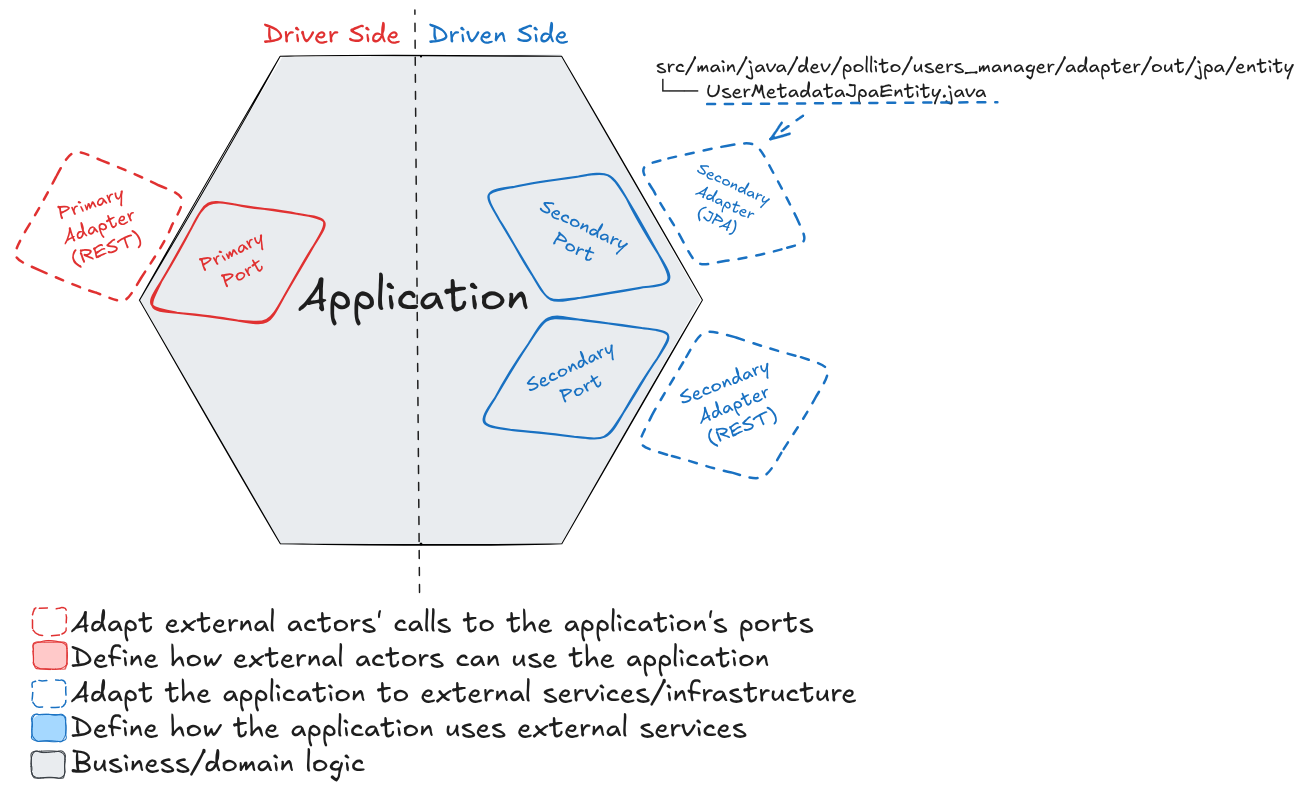 Driver Side
Driven Side
src/main/java/dev/pollito/users_manager/adapter/out/jpa/entity
└── UserMetadataJpaEntity.java
Primary
Adapter
(REST)
Primary
Port
Application
Secondary
Port
Secondary
Adapter
(JPA)
Secondary
Port
Secondary
Adapter
(REST)
Adapt external actors' calls to the application's ports
Define how external actors can use the application
Adapt the application to external services/infrastructure
Define how the application uses external services
Business/domain logic